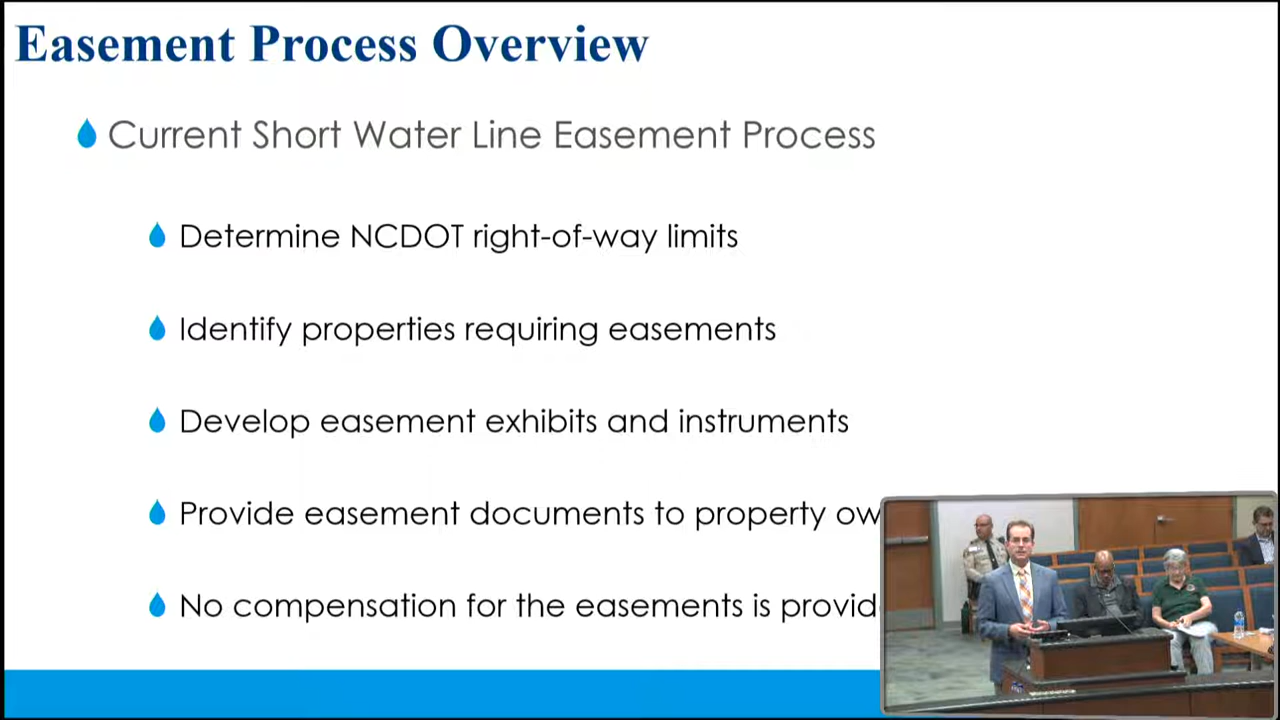 Easement Process Overview
Current Short Water Line Easement Process
Determine NCDOT right-of-way limits
Identify properties requiring easements
Develop easement exhibits and instruments
Provide easement documents to property ow
No compensation for the easements is provid